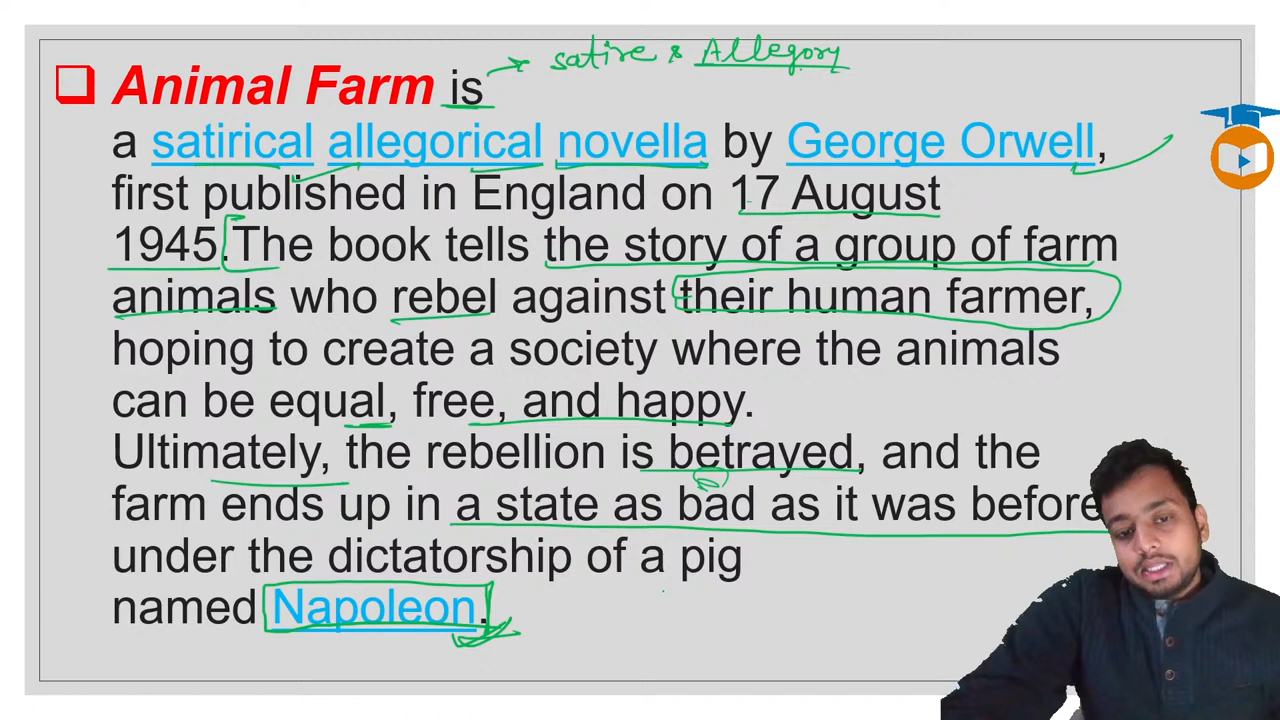 satire & Allegory
Animal Farm is
a satirical allegorical novella by George Orwell,
first published in England on 17 August
1945.The book tells the story of a group of farm
animals who rebel against their human farmer,
hoping to create a society where the animals
can be equal, free, and happy.
Ultimately, the rebellion is betrayed, and the
farm ends up in a state as bad as it was before
under the dictatorship of a pig
named Napoleon.